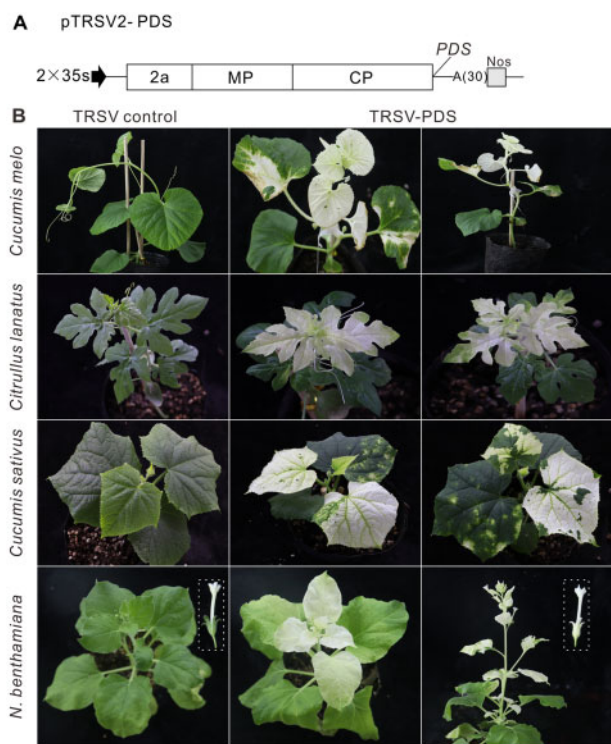 A pTRSV2- PDS
PDS
Nos
2×35s 2a MP CP A(30)
B TRSV control TRSV-PDS
Cucumis melo
Citrullus lanatus
Cucumis sativus
N. benthamiana